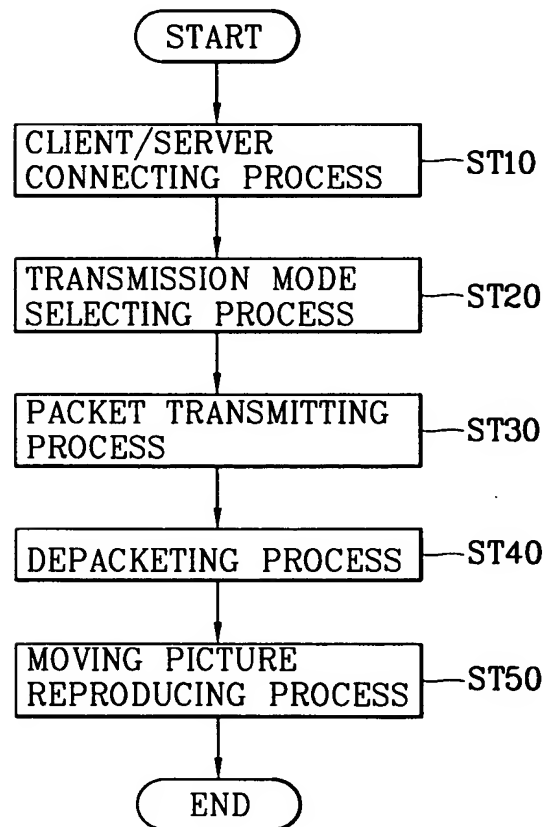 START
CLIENT/SERVER
CONNECTING PROCESS
ST10
TRANSMISSION MODE
SELECTING PROCESS
ST20
PACKET TRANSMITTING
PROCESS
ST30
DEPACKETING PROCESS
ST40
MOVING PICTURE
REPRODUCING PROCESS
ST50
END